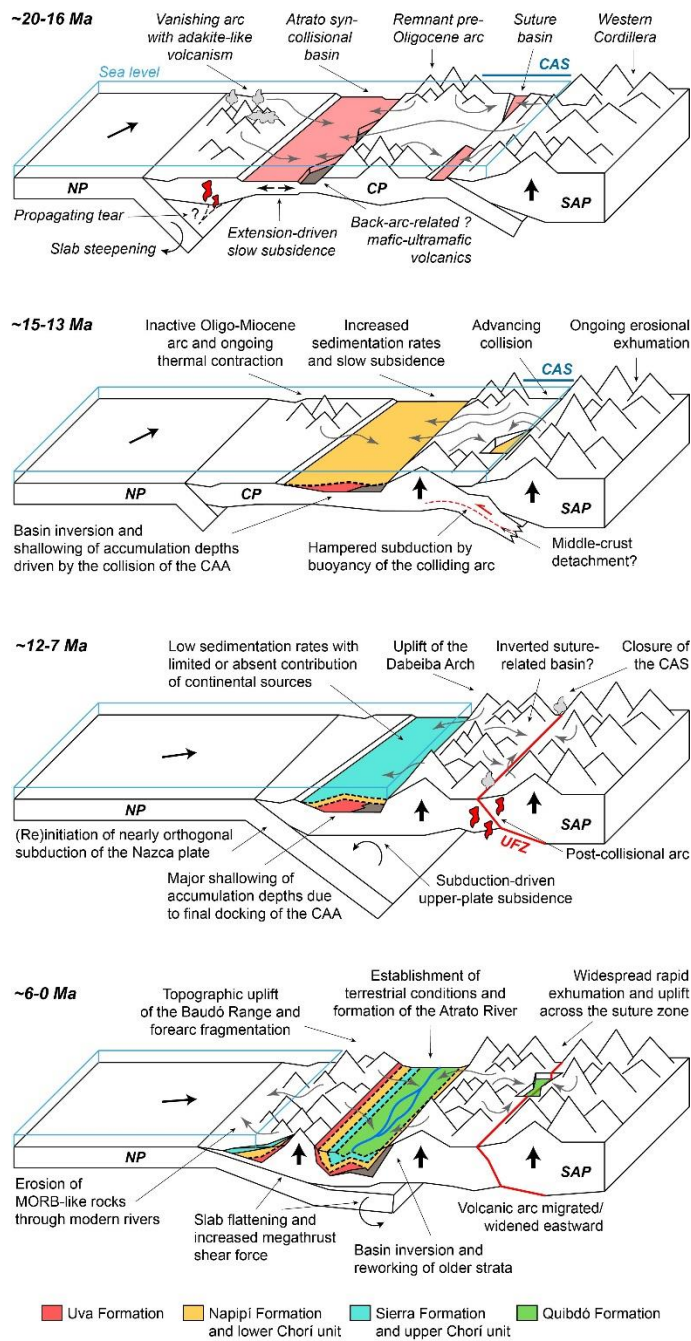 ~20-16 Ma
Vanishing arc
with adakite-like
volcanism
Atrato syn-
collisional
basin
Remnant pre-
Oligocene arc
Suture
basin
Western
Cordillera
CAS
Sea level
NP
CP
SAP
Propagating tear
?
Slab steepening
Extension-driven
slow subsidence
Back-arc-related ?
mafic-ultramafic
volcanics
~15-13 Ma
Inactive Oligo-Miocene
arc and ongoing
thermal contraction
Increased
sedimentation rates
and slow subsidence
Advancing
collision
Ongoing erosional
exhumation
CAS
NP
CP
SAP
Basin inversion and
shallowing of accumulation depths
driven by the collision of the CAA
Hampered subduction by
buoyancy of the colliding arc
Middle-crust
detachment?
~12-7 Ma
Low sedimentation rates with
limited or absent contribution
of continental sources
Uplift of the
Dabeiba Arch
Inverted suture-
related basin?
Closure of
the CAS
NP
SAP
UFZ
(Re)initiation of nearly orthogonal
subduction of the Nazca plate
Major shallowing of
accumulation depths due
to final docking of the CAA
Subduction-driven
upper-plate subsidence
Post-collisional arc
~6-0 Ma
Topographic uplift
of the Baudó Range and
forearc fragmentation
Establishment of
terrestrial conditions and
formation of the Atrato River
Widespread rapid
exhumation and uplift
across the suture zone
NP
SAP
Erosion of
MORB-like rocks
through modern rivers
Slab flattening and
increased megathrust
shear force
Basin inversion and
reworking of older strata
Volcanic arc migrated/
widened eastward
Uva Formation
Napipí Formation
and lower Chorí unit
Sierra Formation
and upper Chorí unit
Quibdó Formation